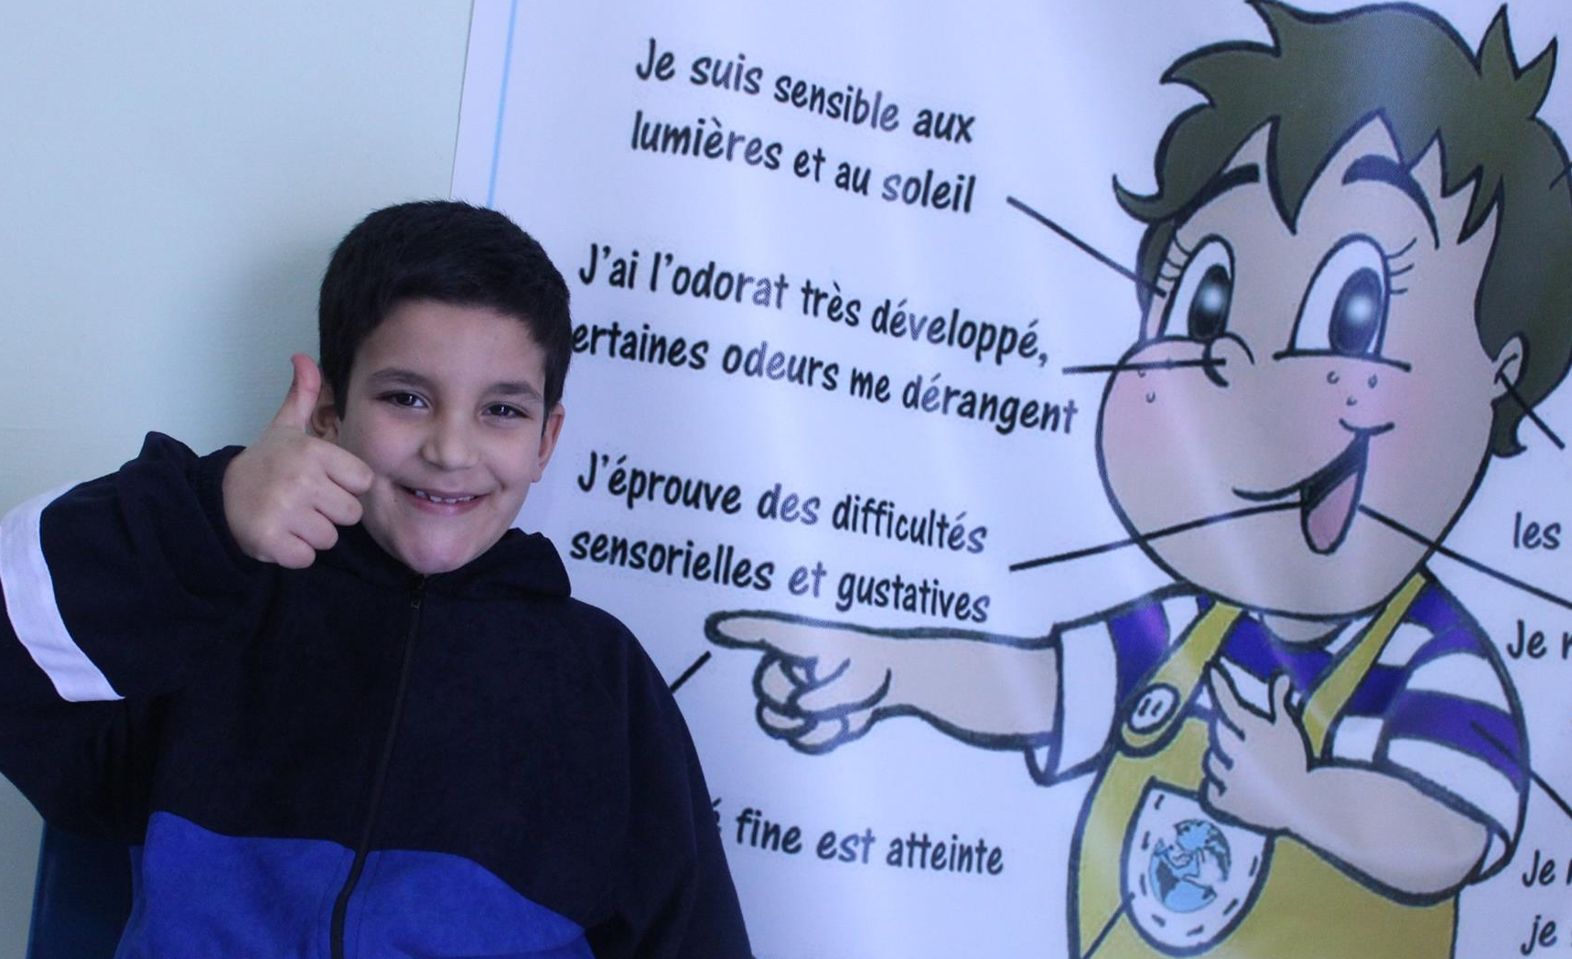 Je suis sensible aux
lumières et au soleil
J'ai l'odorat très développé,
ertaines odeurs me dérangent
J'éprouve des difficultés
sensorielles et gustatives
fine est atteinte
les
Je
Je
je